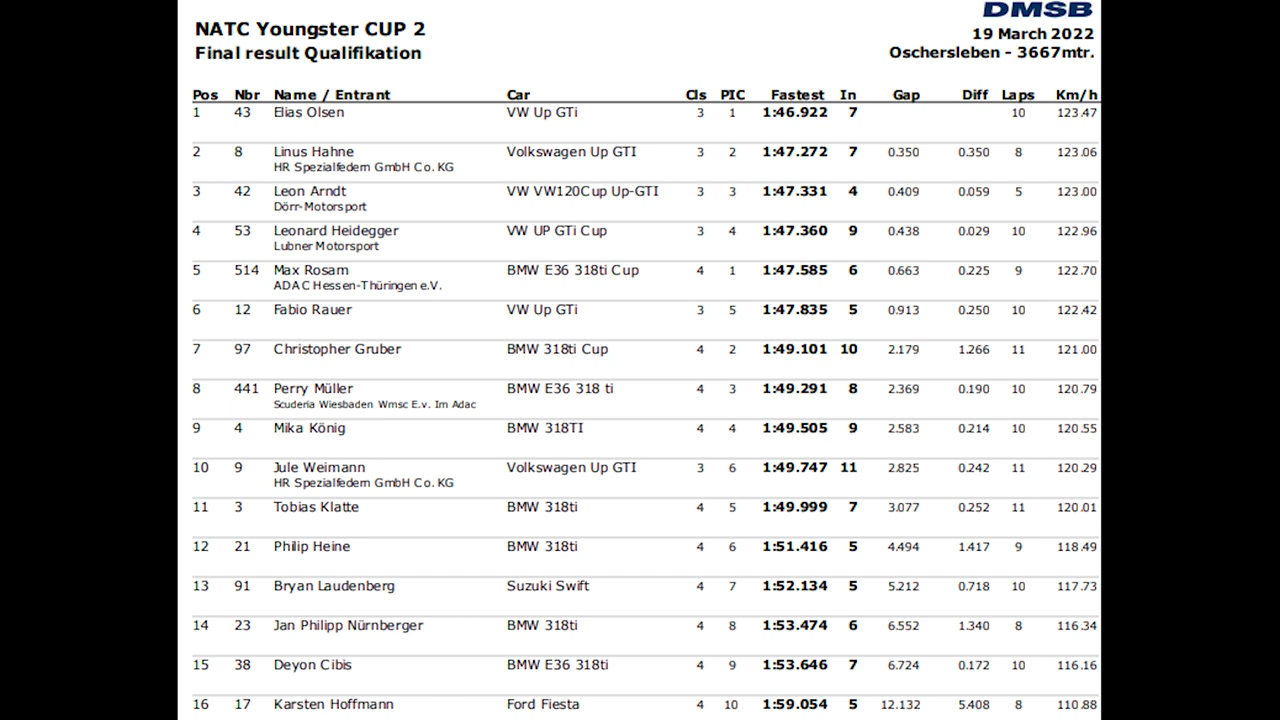 DMSB
NATC Youngster CUP 2
19 March 2022
Final result Qualifikation
Oschersleben - 3667mtr.
Pos Nbr Name / Entrant Car Cls PIC Fastest In Gap Diff Laps Km/h
1 43 Elias Olsen VW Up GTi 3 1 1:46.922 7 10 123.47
2 8 Linus Hahne Volkswagen Up GTI 3 2 1:47.272 7 0.350 0.350 8 123.06
HR Spezialfedern GmbH Co. KG
3 42 Leon Arndt VW VW120Cup Up-GTI 3 3 1:47.331 4 0.409 0.059 5 123.00
Dörr-Motorsport
4 53 Leonard Heidegger VW UP GTi Cup 3 4 1:47.360 9 0.438 0.029 10 122.96
Lubner Motorsport
5 514 Max Rosam BMW E36 318ti Cup 4 1 1:47.585 6 0.663 0.225 9 122.70
ADAC Hessen-Thüringen e.V.
6 12 Fabio Rauer VW Up GTi 3 5 1:47.835 5 0.913 0.250 10 122.42
7 97 Christopher Gruber BMW 318ti Cup 4 2 1:49.101 10 2.179 1.266 11 121.00
8 441 Perry Müller BMW E36 318 ti 4 3 1:49.291 8 2.369 0.190 10 120.79
Scuderia Wiesbaden Wmsc E.v. Im Adac
9 4 Mika König BMW 318TI 4 4 1:49.505 9 2.583 0.214 10 120.55
10 9 Jule Weimann Volkswagen Up GTI 3 6 1:49.747 11 2.825 0.242 11 120.29
HR Spezialfedern GmbH Co. KG
11 3 Tobias Klatte BMW 318ti 4 5 1:49.999 7 3.077 0.252 11 120.01
12 21 Philip Heine BMW 318ti 4 6 1:51.416 5 4.494 1.417 9 118.49
13 91 Bryan Laudenberg Suzuki Swift 4 7 1:52.134 5 5.212 0.718 10 117.73
14 23 Jan Philipp Nürnberger BMW 318ti 4 8 1:53.474 6 6.552 1.340 8 116.34
15 38 Deyon Cibis BMW E36 318ti 4 9 1:53.646 7 6.724 0.172 10 116.16
16 17 Karsten Hoffmann Ford Fiesta 4 10 1:59.054 5 12.132 5.408 8 110.88